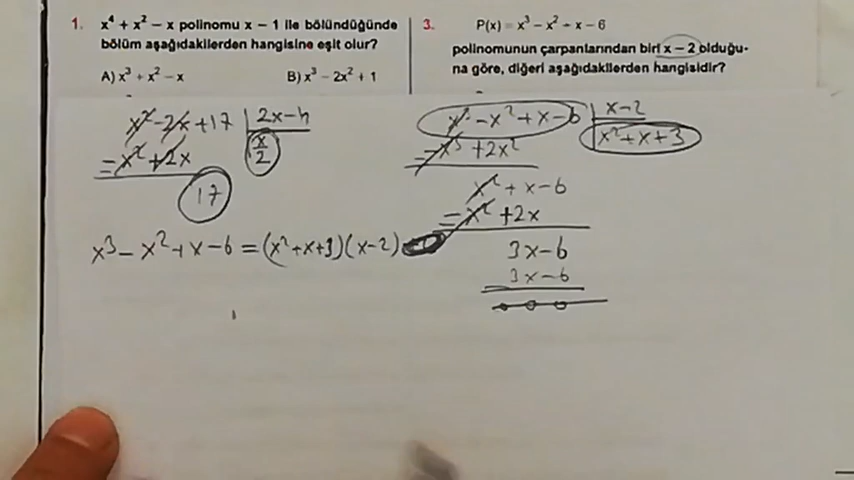 1. x⁴ + x² − x polinomu x − 1 ile bölündüğünde
bölüm aşağıdakilerden hangisine eşit olur?
A) x³ + x² − x B) x³ − 2x² + 1
3. P(x) = x³ − x² + x − 6
polinomunun çarpanlarından biri x − 2 olduğu-
na göre, diğeri aşağıdakilerden hangisidir?
x² − 2x + 17 | 2x − 4
− x² + 2x x/2
17
x³ − x² + x − 6 | x − 2
− x³ + 2x² x² + x + 3
x² + x − 6
− x² + 2x
3x − 6
3x − 6
000
x³ − x² + x − 6 = (x² + x + 3)(x − 2)